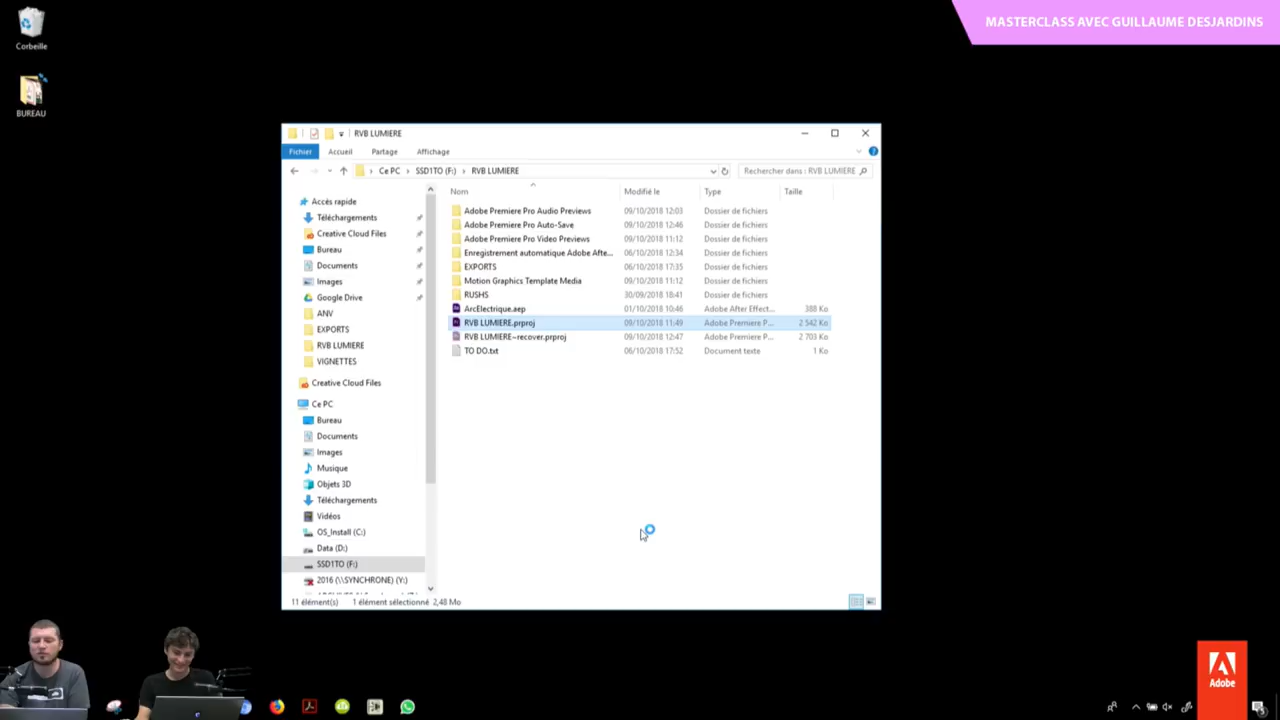 MASTERCLASS AVEC GUILLAUME DESJARDINS
Corbeille
BUREAU
RVB LUMIERE
Fichier Accueil Partage Affichage
Ce PC SSD1TO (F:) RVB LUMIERE
Rechercher dans : RVB LUMIERE
Nom Modifié le Type Taille
Accès rapide
Téléchargements
Creative Cloud Files
Bureau
Documents
Images
Google Drive
ANV
EXPORTS
RVB LUMIERE
VIGNETTES
Creative Cloud Files
Ce PC
Bureau
Documents
Images
Musique
Objets 3D
Téléchargements
Vidéos
OS_Install (C:)
Data (D:)
SSD1TO (F:)
2016 (\\SYNCHRONE) (Y:)
Adobe Premiere Pro Audio Previews 09/10/2018 12:03 Dossier de fichiers
Adobe Premiere Pro Auto-Save 09/10/2018 12:46 Dossier de fichiers
Adobe Premiere Pro Video Previews 09/10/2018 11:12 Dossier de fichiers
Enregistrement automatique Adobe Afte... 06/10/2018 12:34 Dossier de fichiers
EXPORTS 06/10/2018 17:35 Dossier de fichiers
Motion Graphics Template Media 09/10/2018 11:12 Dossier de fichiers
RUSHS 30/09/2018 18:41 Dossier de fichiers
ArcElectrique.aep 01/10/2018 10:46 Adobe After Effect... 388 Ko
RVB LUMIERE.prproj 09/10/2018 11:49 Adobe Premiere P... 2 542 Ko
RVB LUMIERE~recover.prproj 09/10/2018 12:47 Adobe Premiere P... 2 703 Ko
TO DO.txt 06/10/2018 17:52 Document texte 1 Ko
11 élément(s) 1 élément sélectionné 2,48 Mo
Adobe